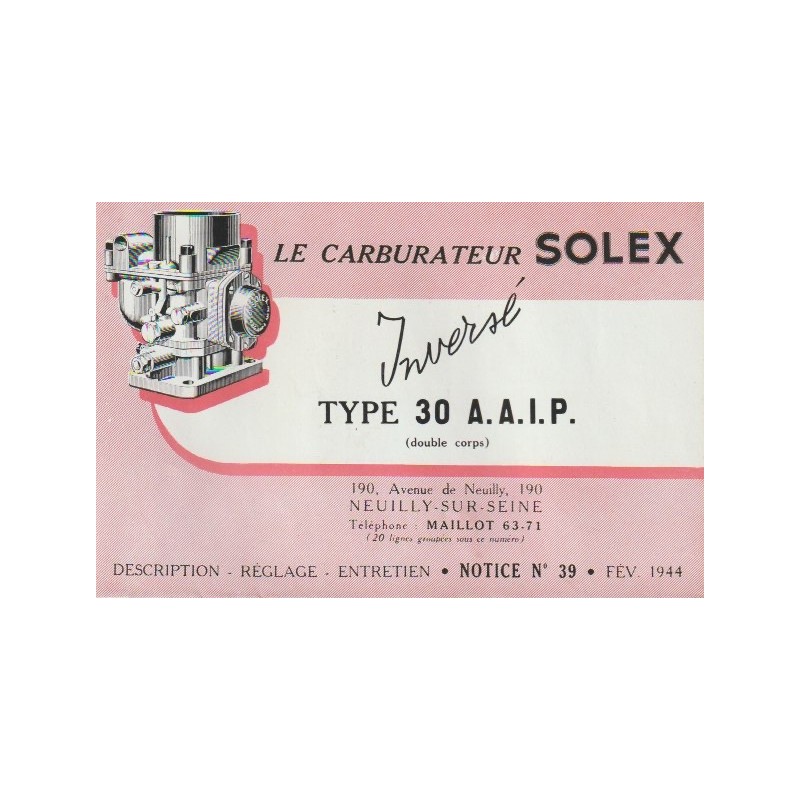 LE CARBURATEUR SOLEX
SOLEX
Inversé
TYPE 30 A.A.I.P.
(double corps)
190, Avenue de Neuilly, 190
NEUILLY-SUR-SEINE
Téléphone : MAILLOT 63-71
(20 lignes groupées sous ce numéro)
DESCRIPTION - RÉGLAGE - ENTRETIEN • NOTICE N° 39 • FÉV. 1944